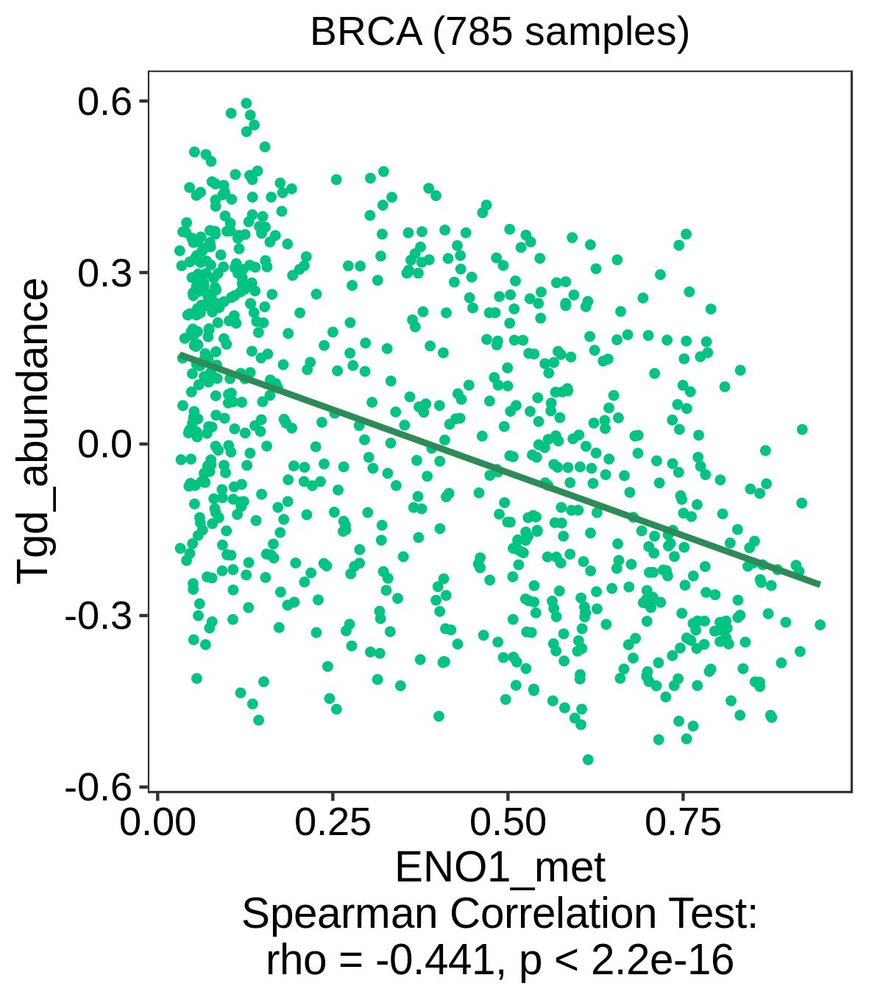 BRCA (785 samples)
Tgd_abundance
0.6
0.3
0.0
-0.3
-0.6
0.00 0.25 0.50 0.75
ENO1_met
Spearman Correlation Test:
rho = -0.441, p < 2.2e-16